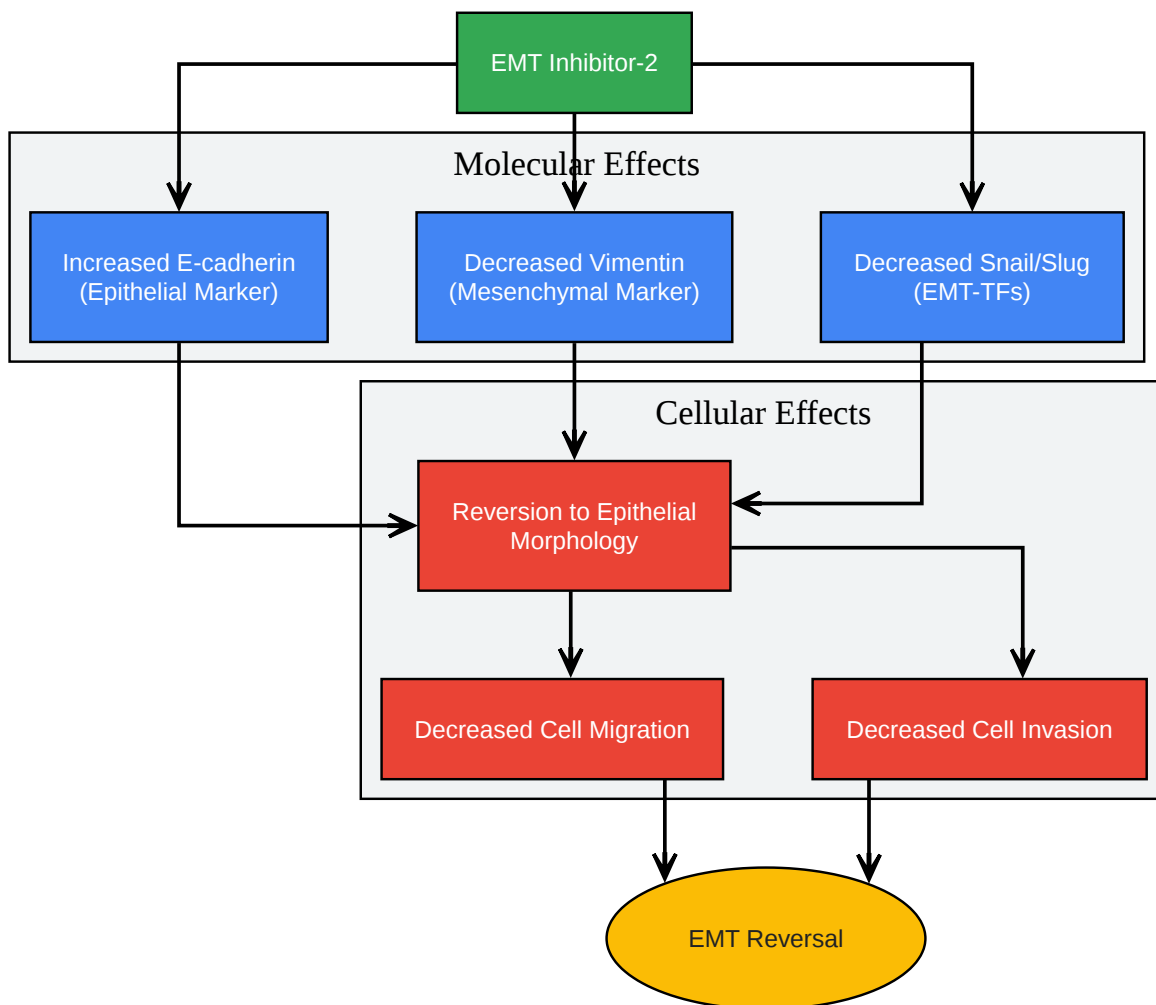 EMT Inhibitor-2
Molecular Effects
Increased E-cadherin
(Epithelial Marker)
Decreased Vimentin
(Mesenchymal Marker)
Decreased Snail/Slug
(EMT-TFs)
Cellular Effects
Reversion to Epithelial
Morphology
Decreased Cell Migration
Decreased Cell Invasion
EMT Reversal